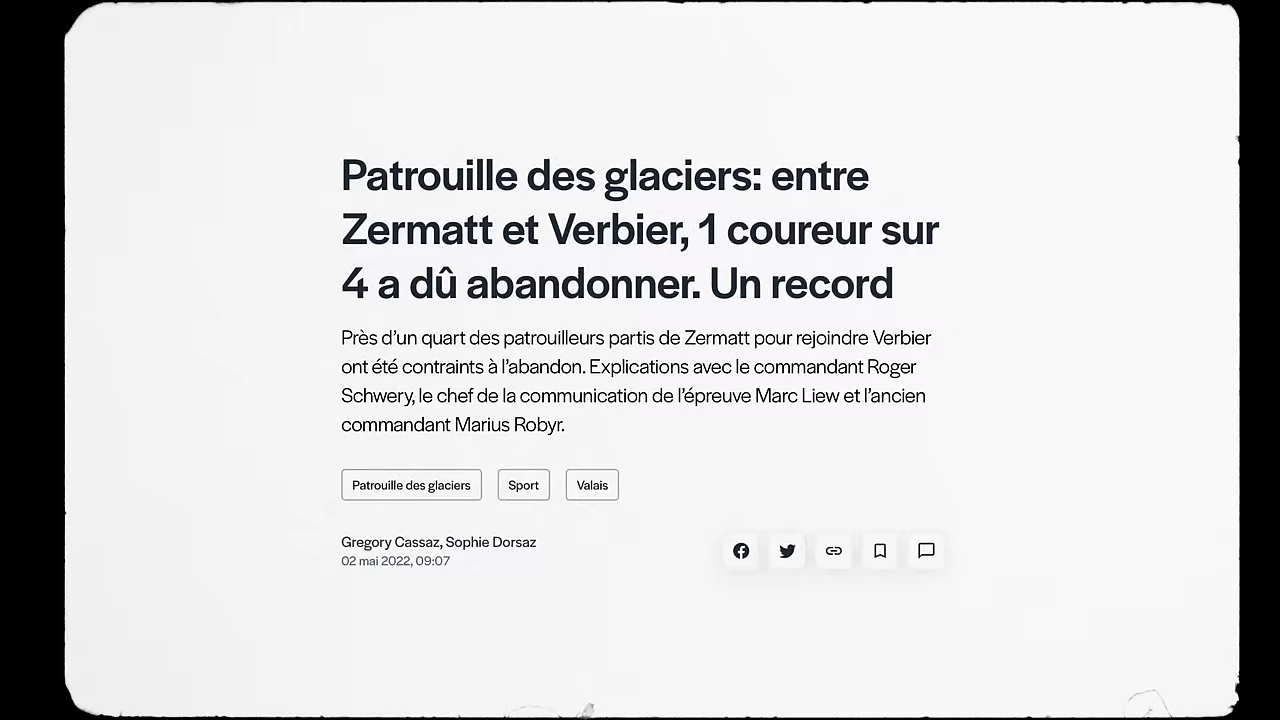 Patrouille des glaciers: entre
Zermatt et Verbier, 1 coureur sur
4 a dû abandonner. Un record
Près d’un quart des patrouilleurs partis de Zermatt pour rejoindre Verbier
ont été contraints à l’abandon. Explications avec le commandant Roger
Schwery, le chef de la communication de l’épreuve Marc Liew et l’ancien
commandant Marius Robyr.
Patrouille des glaciers Sport Valais
Gregory Cassaz, Sophie Dorsaz
02 mai 2022, 09:07